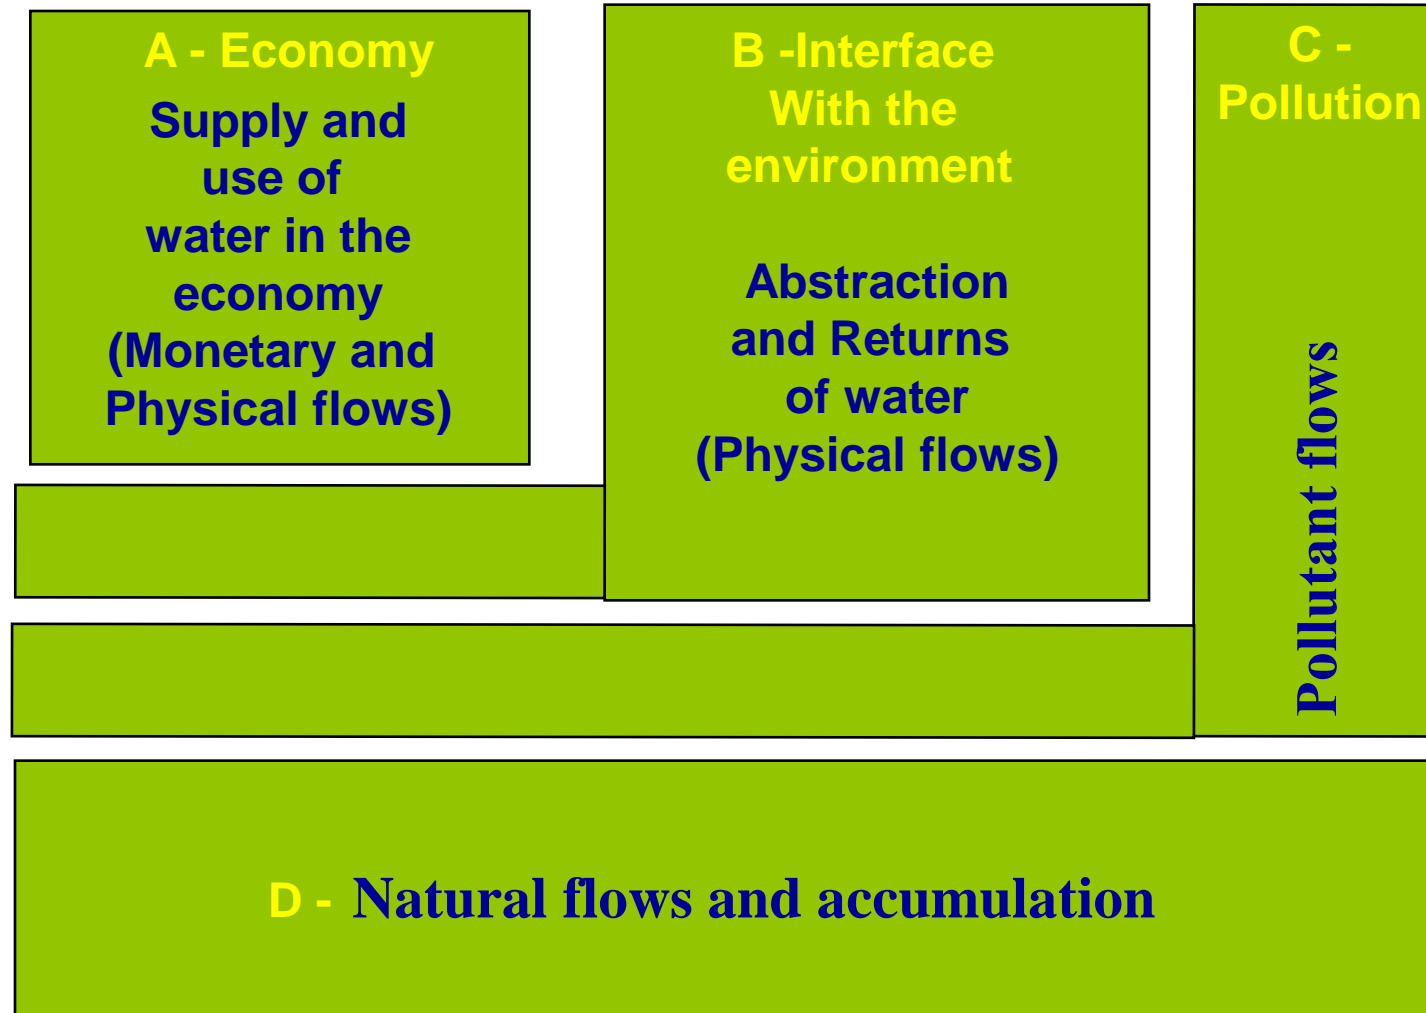 A - Economy
Supply and
use of
water in the
economy
(Monetary and
Physical flows)
B -Interface
With the
environment
Abstraction
and Returns
of water
(Physical flows)
C -
Pollution
Pollutant flows
D - Natural flows and accumulation